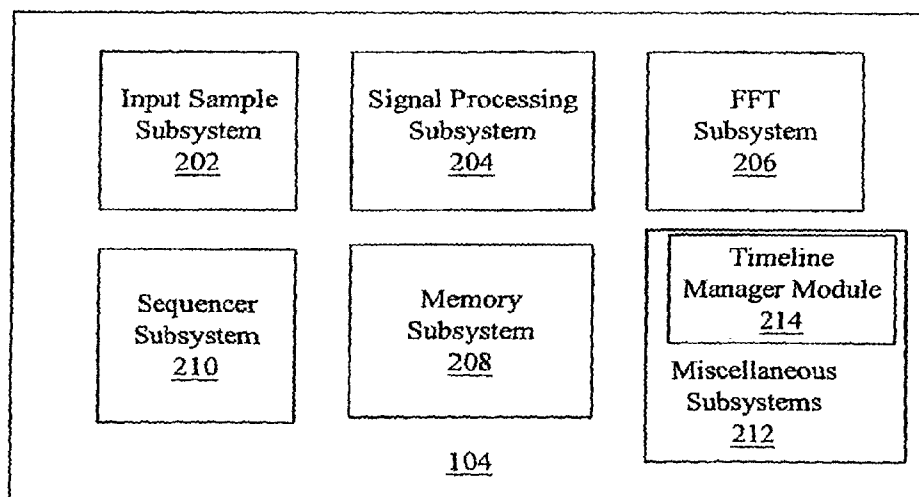 Input Sample
Subsystem
202
Signal Processing
Subsystem
204
FFT
Subsystem
206
Sequencer
Subsystem
210
Memory
Subsystem
208
Timeline
Manager Module
214
Miscellaneous
Subsystems
212
104